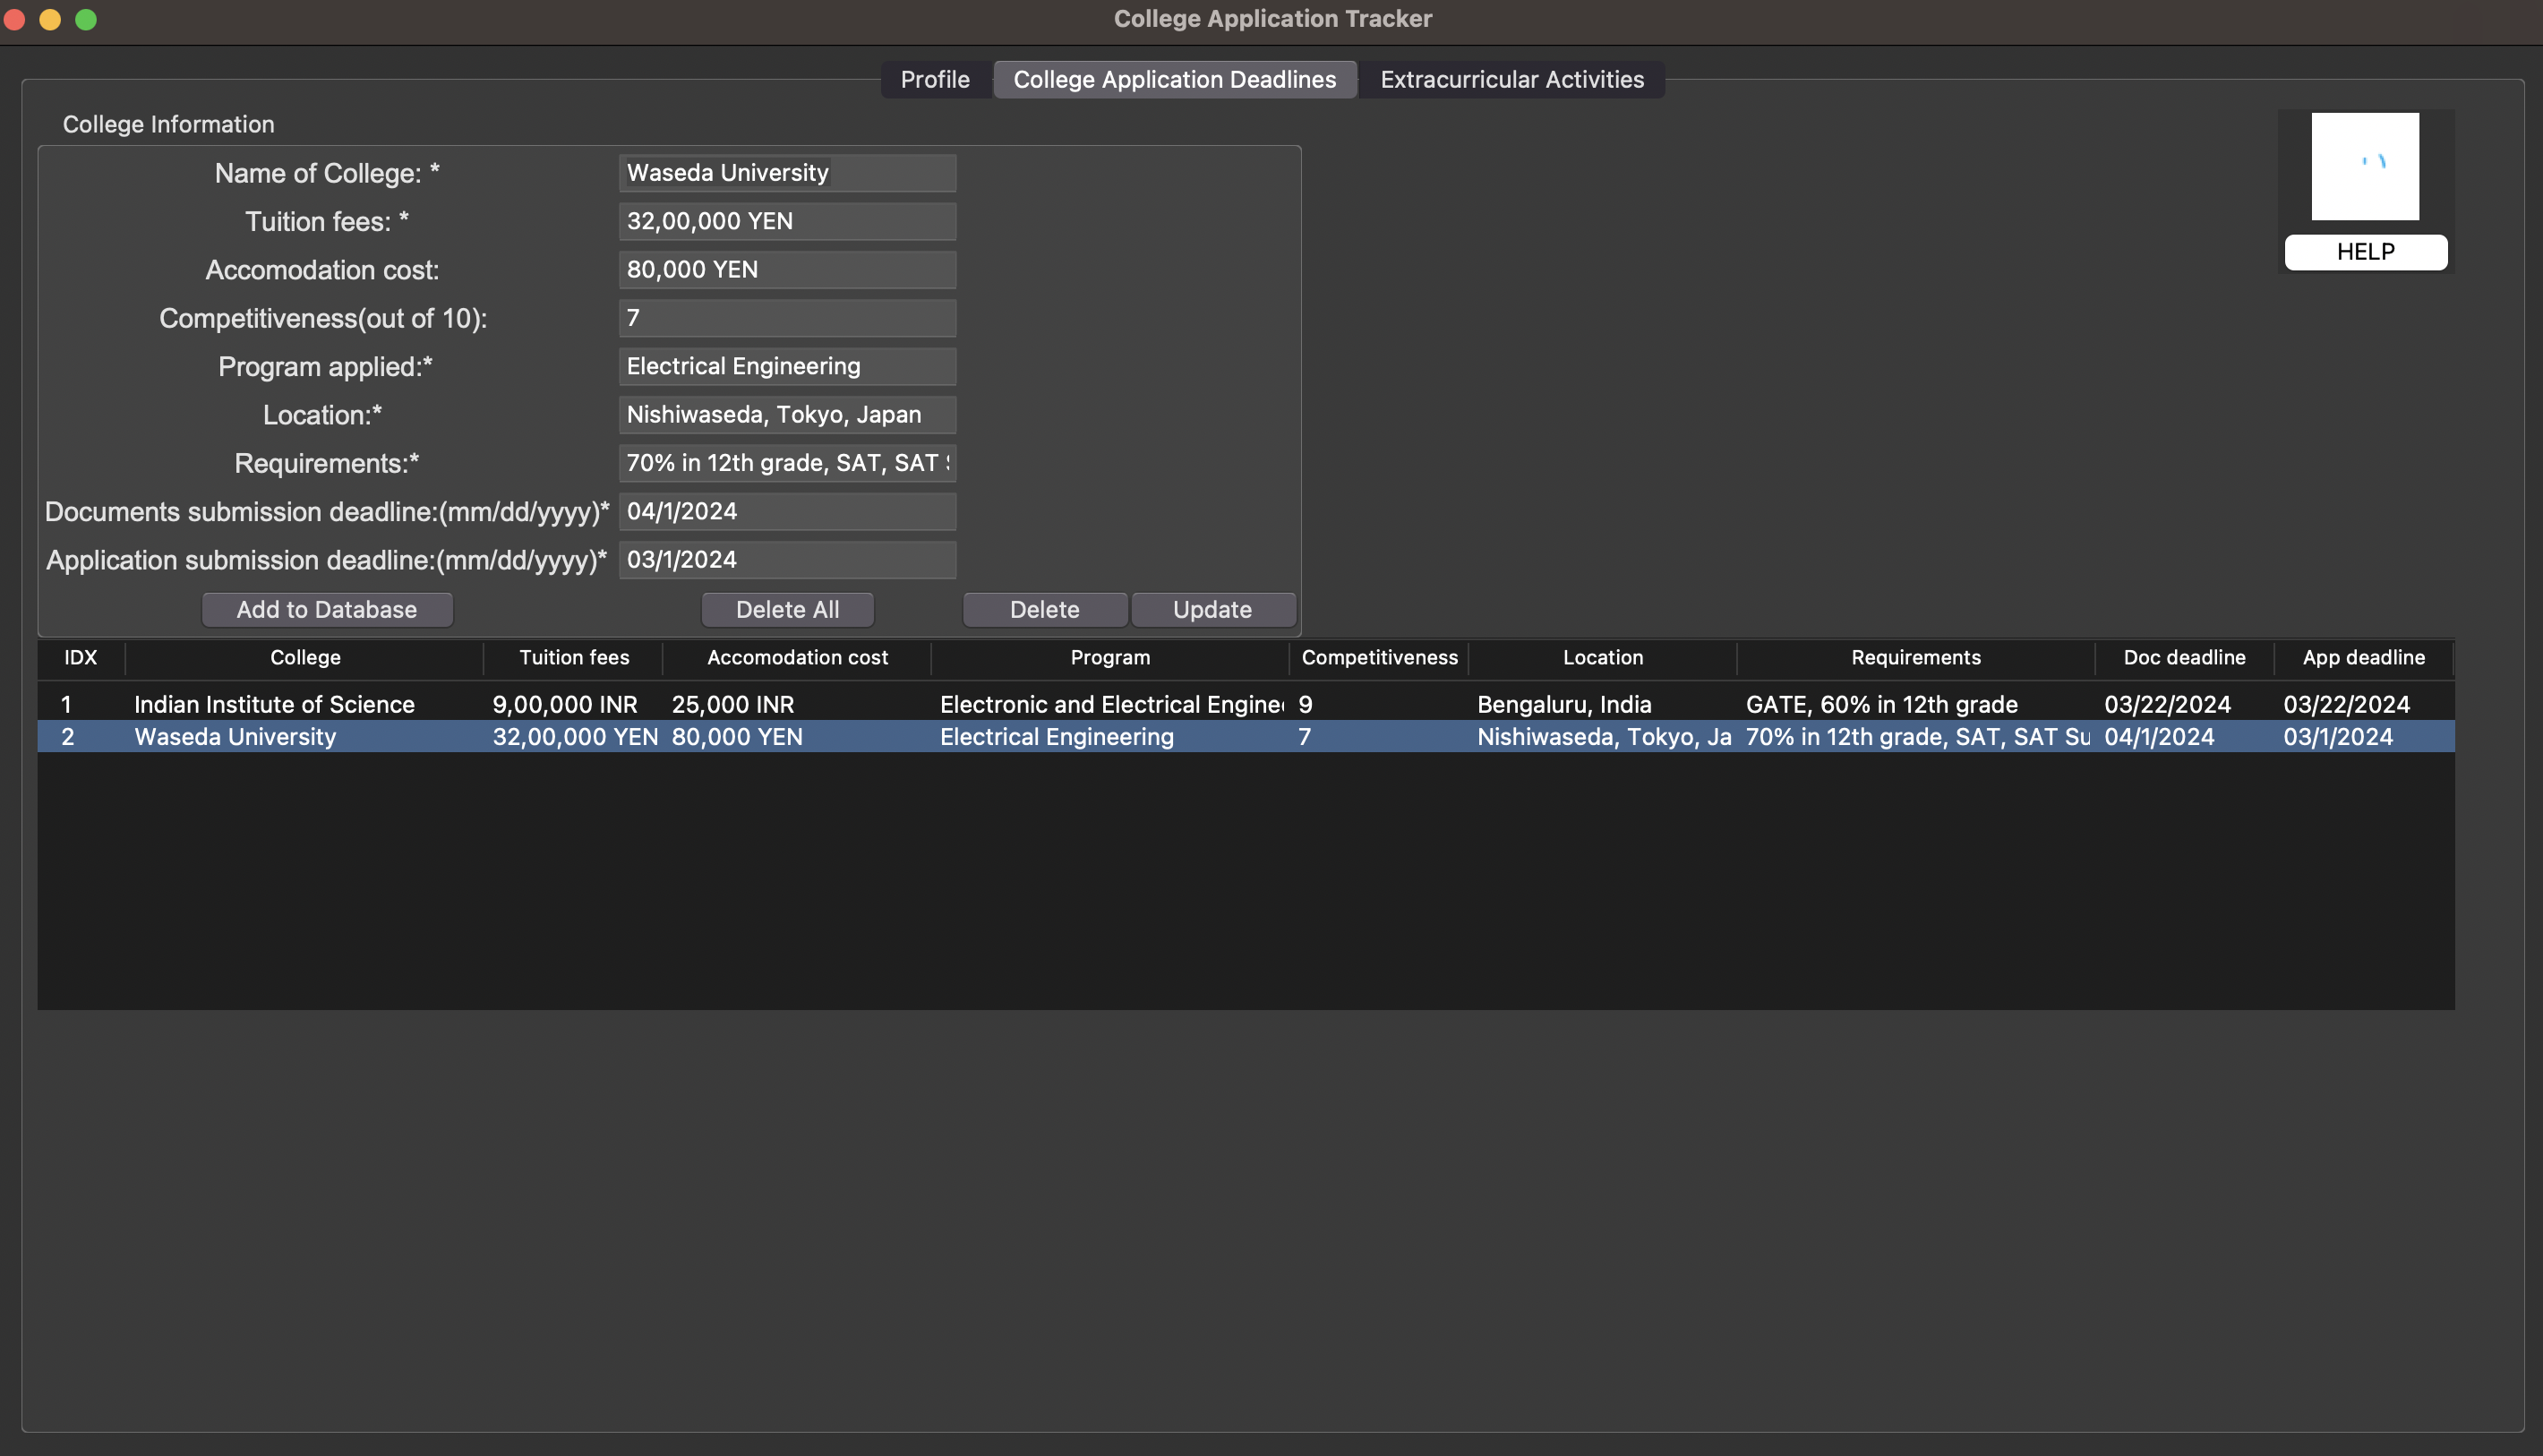 College Application Tracker
Profile College Application Deadlines Extracurricular Activities
College Information
Name of College: * Waseda University
Tuition fees: * 32,00,000 YEN
Accomodation cost: 80,000 YEN
Competitiveness(out of 10): 7
Program applied:* Electrical Engineering
Location:* Nishiwaseda, Tokyo, Japan
Requirements:* 70% in 12th grade, SAT, SAT
Documents submission deadline:(mm/dd/yyyy)* 04/1/2024
Application submission deadline:(mm/dd/yyyy)* 03/1/2024
HELP
Add to Database Delete All Delete Update
IDX College Tuition fees Accomodation cost Program Competitiveness Location Requirements Doc deadline App deadline
1 Indian Institute of Science 9,00,000 INR 25,000 INR Electronic and Electrical Engine 9 Bengaluru, India GATE, 60% in 12th grade 03/22/2024 03/22/2024
2 Waseda University 32,00,000 YEN 80,000 YEN Electrical Engineering 7 Nishiwaseda, Tokyo, Ja 70% in 12th grade, SAT, SAT Su 04/1/2024 03/1/2024